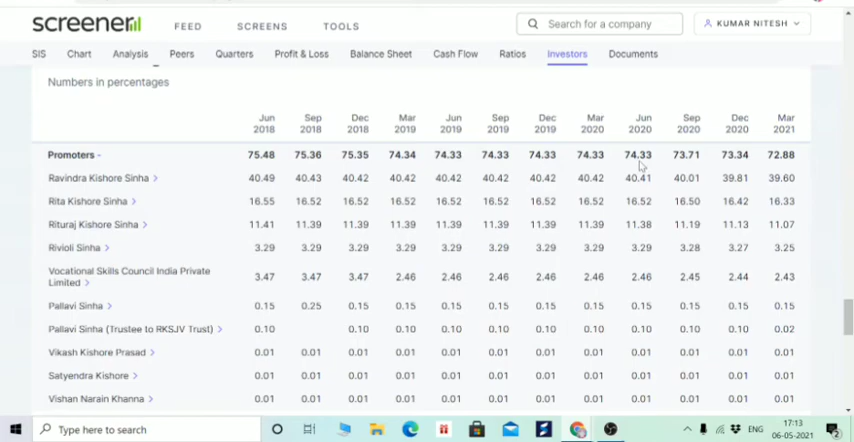 screener
FEED SCREENS TOOLS
Search for a company
KUMAR NITESH
SIS Chart Analysis Peers Quarters Profit & Loss Balance Sheet Cash Flow Ratios Investors Documents
Numbers in percentages
Jun 2018 Sep 2018 Dec 2018 Mar 2019 Jun 2019 Sep 2019 Dec 2019 Mar 2020 Jun 2020 Sep 2020 Dec 2020 Mar 2021
Promoters - 75.48 75.36 75.35 74.34 74.33 74.33 74.33 74.33 74.33 73.71 73.34 72.88
Ravindra Kishore Sinha 40.49 40.43 40.42 40.42 40.42 40.42 40.42 40.42 40.41 40.01 39.81 39.60
Rita Kishore Sinha 16.55 16.52 16.52 16.52 16.52 16.52 16.52 16.52 16.52 16.50 16.42 16.33
Rituraj Kishore Sinha 11.41 11.39 11.39 11.39 11.39 11.39 11.39 11.39 11.38 11.19 11.13 11.07
Rivioli Sinha 3.29 3.29 3.29 3.29 3.29 3.29 3.29 3.29 3.29 3.28 3.27 3.25
Vocational Skills Council India Private Limited 3.47 3.47 3.47 2.46 2.46 2.46 2.46 2.46 2.46 2.45 2.44 2.43
Pallavi Sinha 0.15 0.25 0.15 0.15 0.15 0.15 0.15 0.15 0.15 0.15 0.15 0.15
Pallavi Sinha (Trustee to RKSJV Trust) 0.10 0.10 0.10 0.10 0.10 0.10 0.10 0.10 0.10 0.10 0.02
Vikash Kishore Prasad 0.01 0.01 0.01 0.01 0.01 0.01 0.01 0.01 0.01 0.01 0.01 0.01
Satyendra Kishore 0.01 0.01 0.01 0.01 0.01 0.01 0.01 0.01 0.01 0.01 0.01 0.01
Vishan Narain Khanna 0.01 0.01 0.01 0.01 0.01 0.01 0.01 0.01 0.01 0.01 0.01 0.01
Type here to search
ENG
17:13
06-05-2021
2